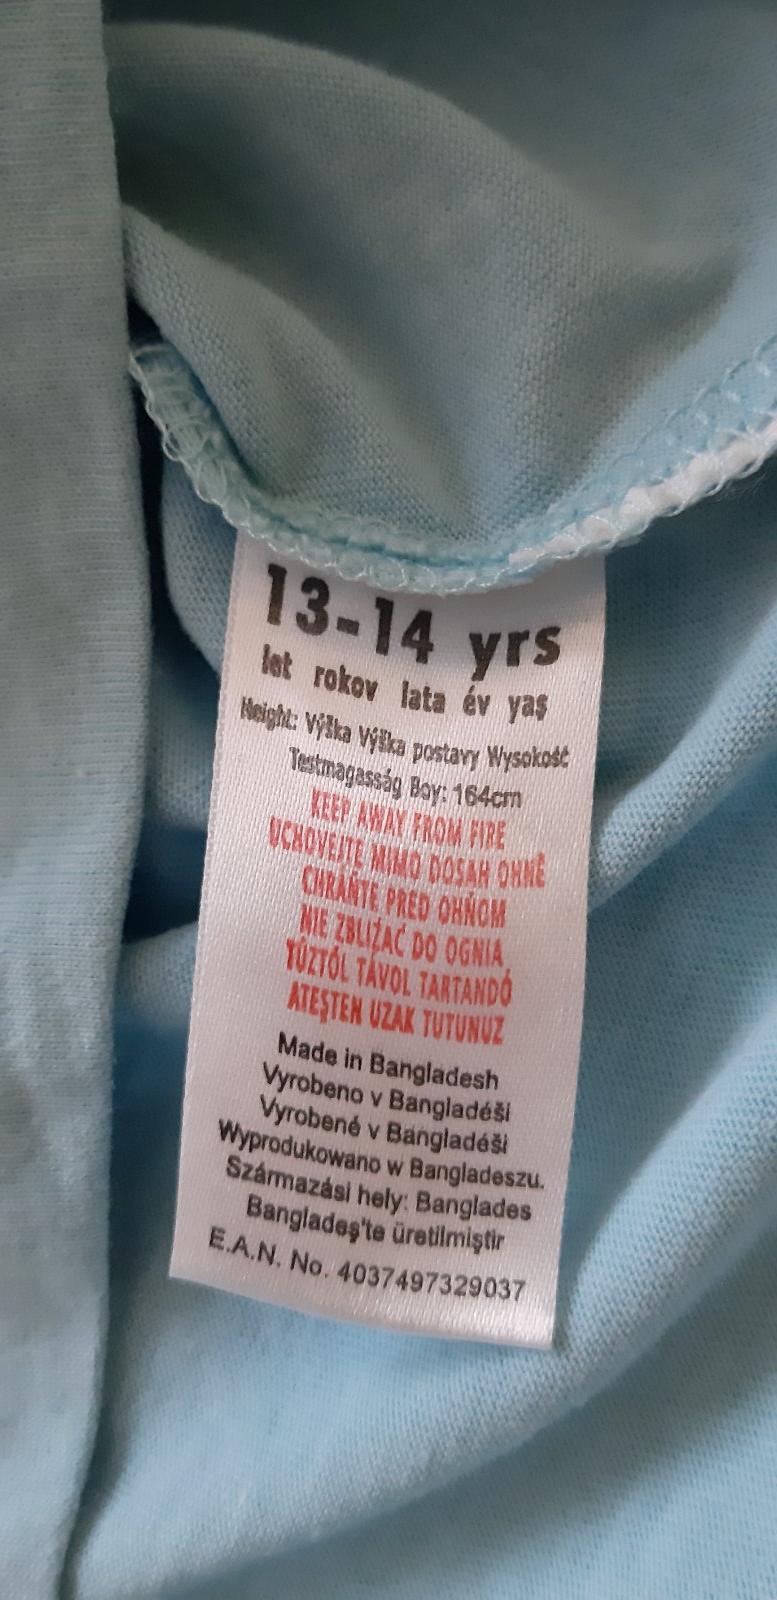 13-14 yrs
let rokov lata év yaş
Height: Výška Výška postavy Wysokość
Testmagasság Boy: 164cm
KEEP AWAY FROM FIRE
UCHOVEJTE MIMO DOSAH OHNĚ
CHRÁŇTE PRED OHŇOM
NIE ZBLIŻAĆ DO OGNIA
TŰZTÓL TÁVOL TARTANDÓ
ATEŞTEN UZAK TUTUNUZ
Made in Bangladesh
Vyrobeno v Bangladéši
Vyrobené v Bangladéši
Wyprodukowano w Bangladeszu.
Származási hely: Banglades
Bangladeş'te üretilmiştir
E.A.N. No. 4037497329037